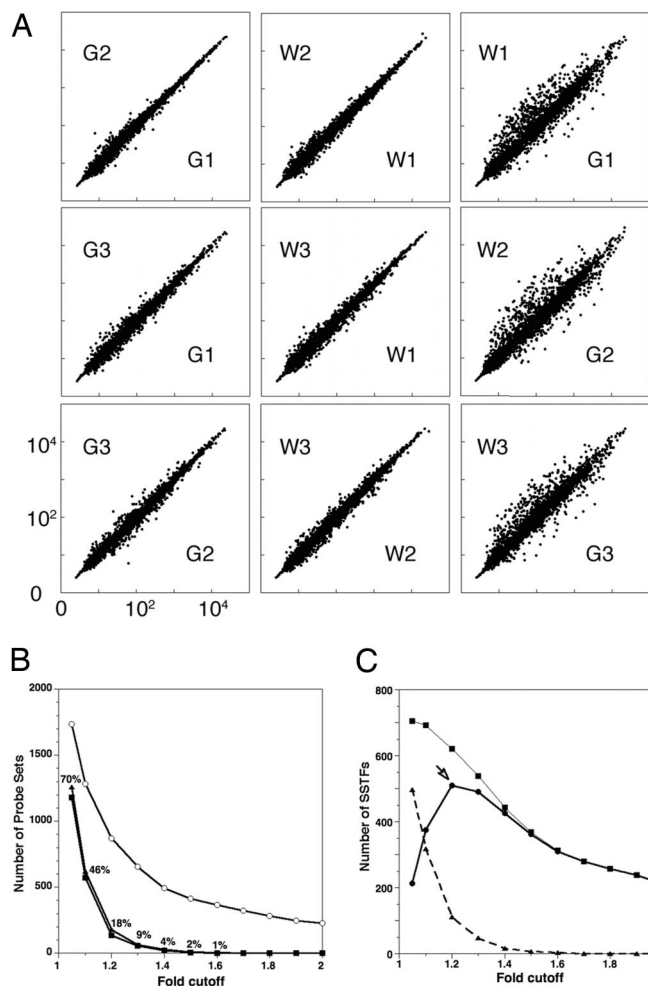 A
G2
G1
W2
W1
W1
G1
G3
G1
W3
W1
W2
G2
G3
G2
10⁴
10²
0
0 10² 10⁴
W3
W2
W3
G3
B
Number of Probe Sets
2000
1500
1000
500
0
70%
46%
18%
9%
4%
2%
1%
1 1.2 1.4 1.6 1.8 2
Fold cutoff
C
Number of SSTFs
800
600
400
200
0
1 1.2 1.4 1.6 1.8
Fold cutoff